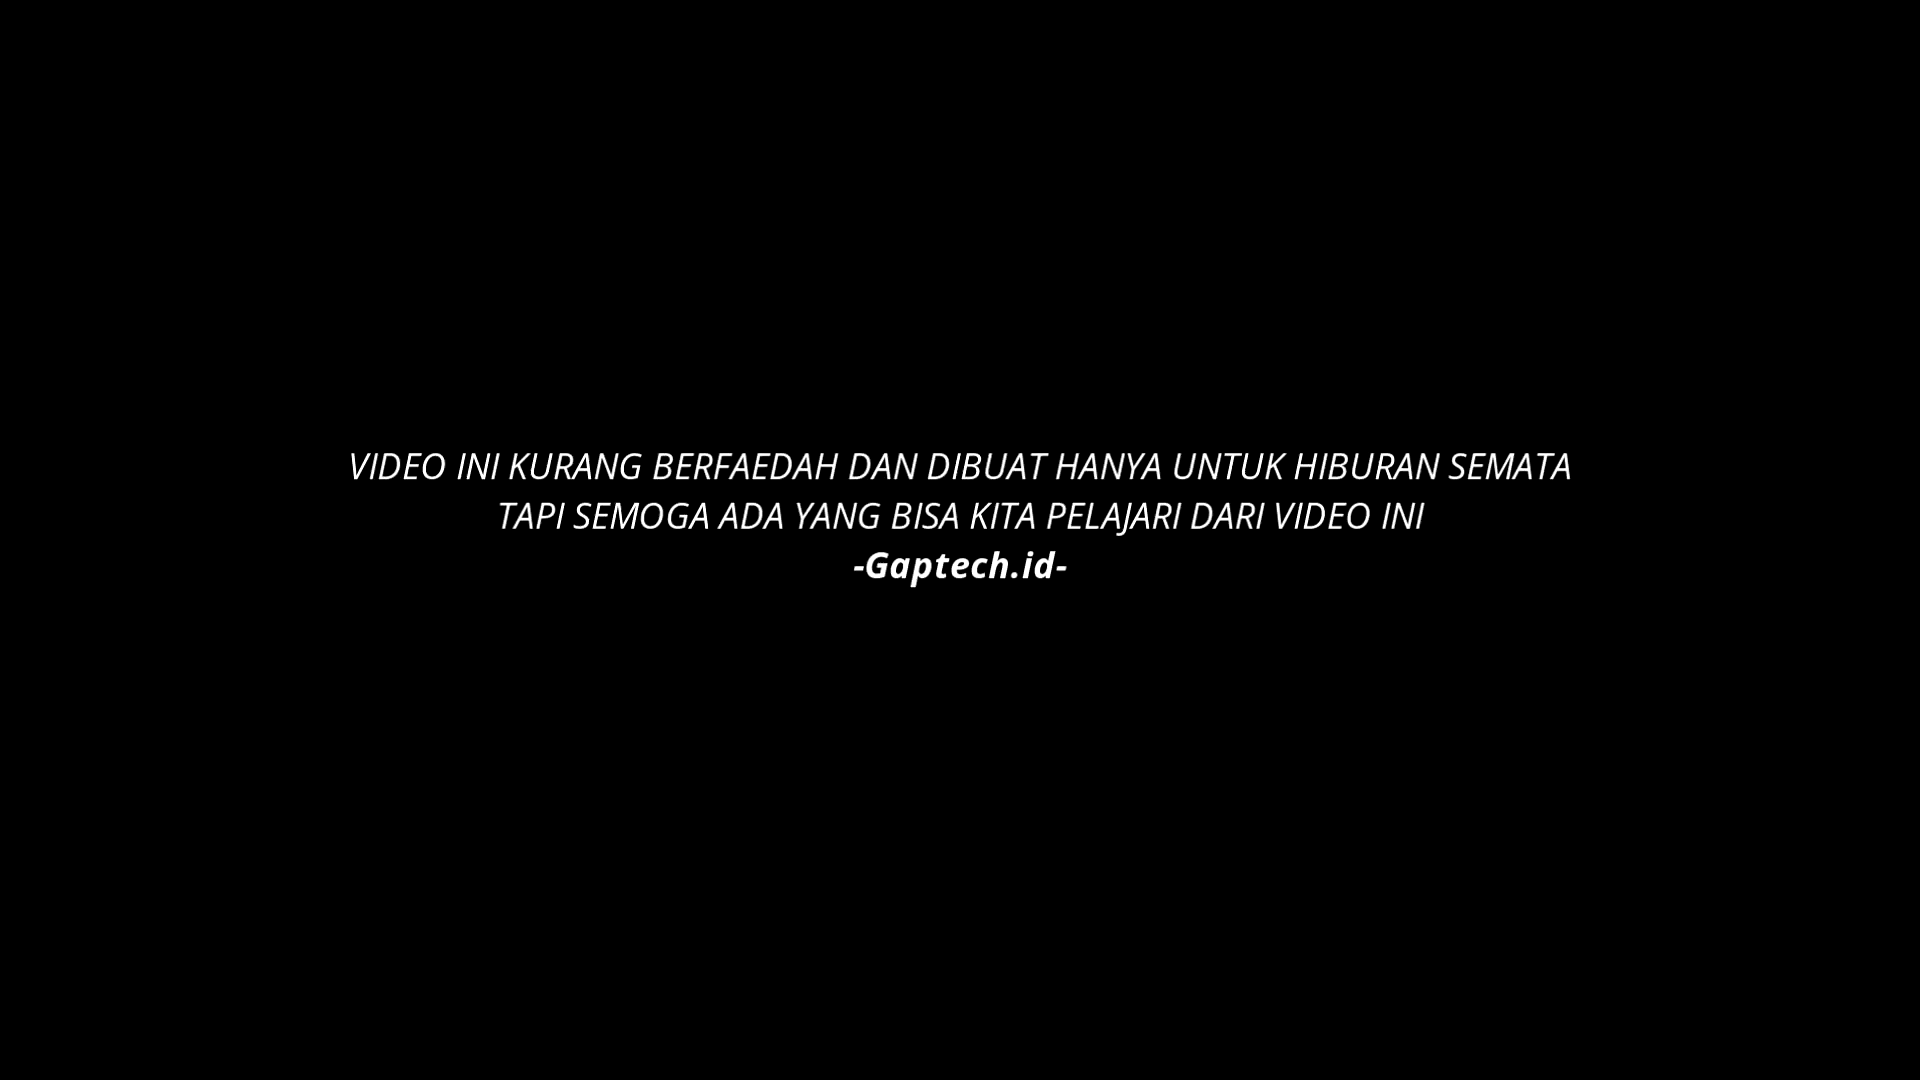 VIDEO INI KURANG BERFAEDAH DAN DIBUAT HANYA UNTUK HIBURAN SEMATA
TAPI SEMOGA ADA YANG BISA KITA PELAJARI DARI VIDEO INI
-Gaptech.id-